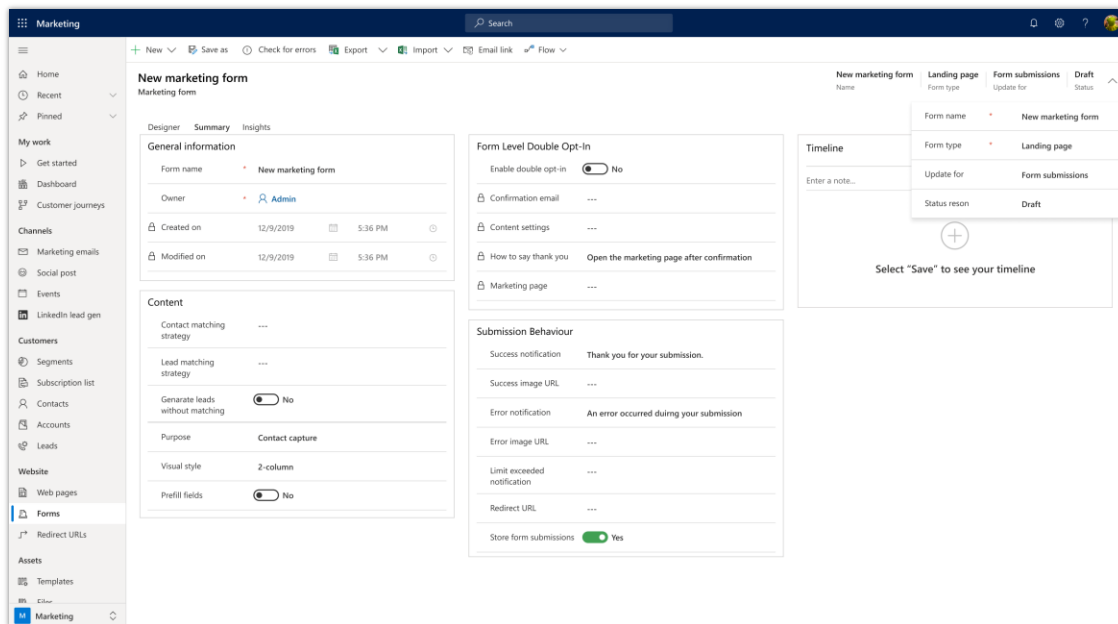 Marketing
Search
?
New
Save as
Check for errors
Export
Import
Email link
Flow
Home
Recent
Pinned
My work
Get started
Dashboard
Customer journeys
Channels
Marketing emails
Social post
Events
LinkedIn lead gen
Customers
Segments
Subscription list
Contacts
Accounts
Leads
Website
Web pages
Forms
Redirect URLs
Assets
Templates
Files
M Marketing
New marketing form
Marketing form
New marketing form
Name
Landing page
Form type
Form submissions
Update for
Draft
Status
Designer Summary Insights
General information
Form name * New marketing form
Owner * Admin
Created on 12/9/2019 5:36 PM
Modified on 12/9/2019 5:36 PM
Content
Contact matching
strategy ---
Lead matching
strategy ---
Genarate leads
without matching No
Purpose Contact capture
Visual style 2-column
Prefill fields No
Form Level Double Opt-In
Enable double opt-in No
Confirmation email ---
Content settings ---
How to say thank you Open the marketing page after confirmation
Marketing page ---
Submission Behaviour
Success notification Thank you for your submission.
Success image URL ---
Error notification An error occurred duirng your submission
Error image URL ---
Limit exceeded
notification ---
Redirect URL ---
Store form submissions Yes
Timeline
Enter a note...
Select "Save" to see your timeline
Form name * New marketing form
Form type * Landing page
Update for Form submissions
Status reson Draft